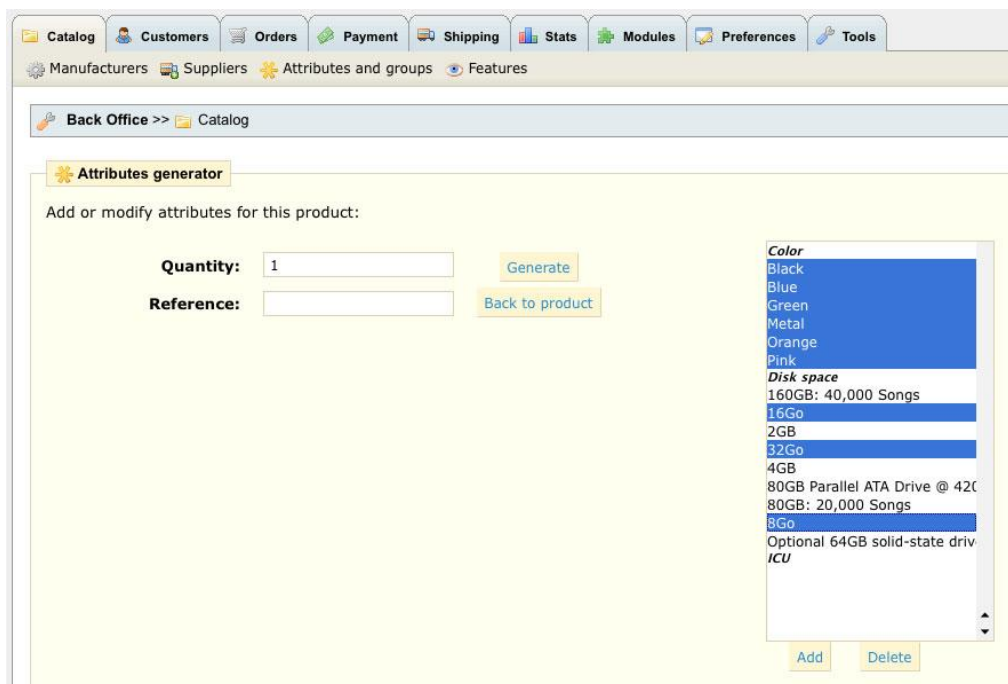 Catalog Customers Orders Payment Shipping Stats Modules Preferences Tools
Manufacturers Suppliers Attributes and groups Features
Back Office >> Catalog
Attributes generator
Add or modify attributes for this product:
Quantity: 1 Generate
Reference: Back to product
Color
Black
Blue
Green
Metal
Orange
Pink
Disk space
160GB: 40,000 Songs
16Go
2GB
32Go
4GB
80GB Parallel ATA Drive @ 420
80GB: 20,000 Songs
8Go
Optional 64GB solid-state driv
ICU
Add Delete